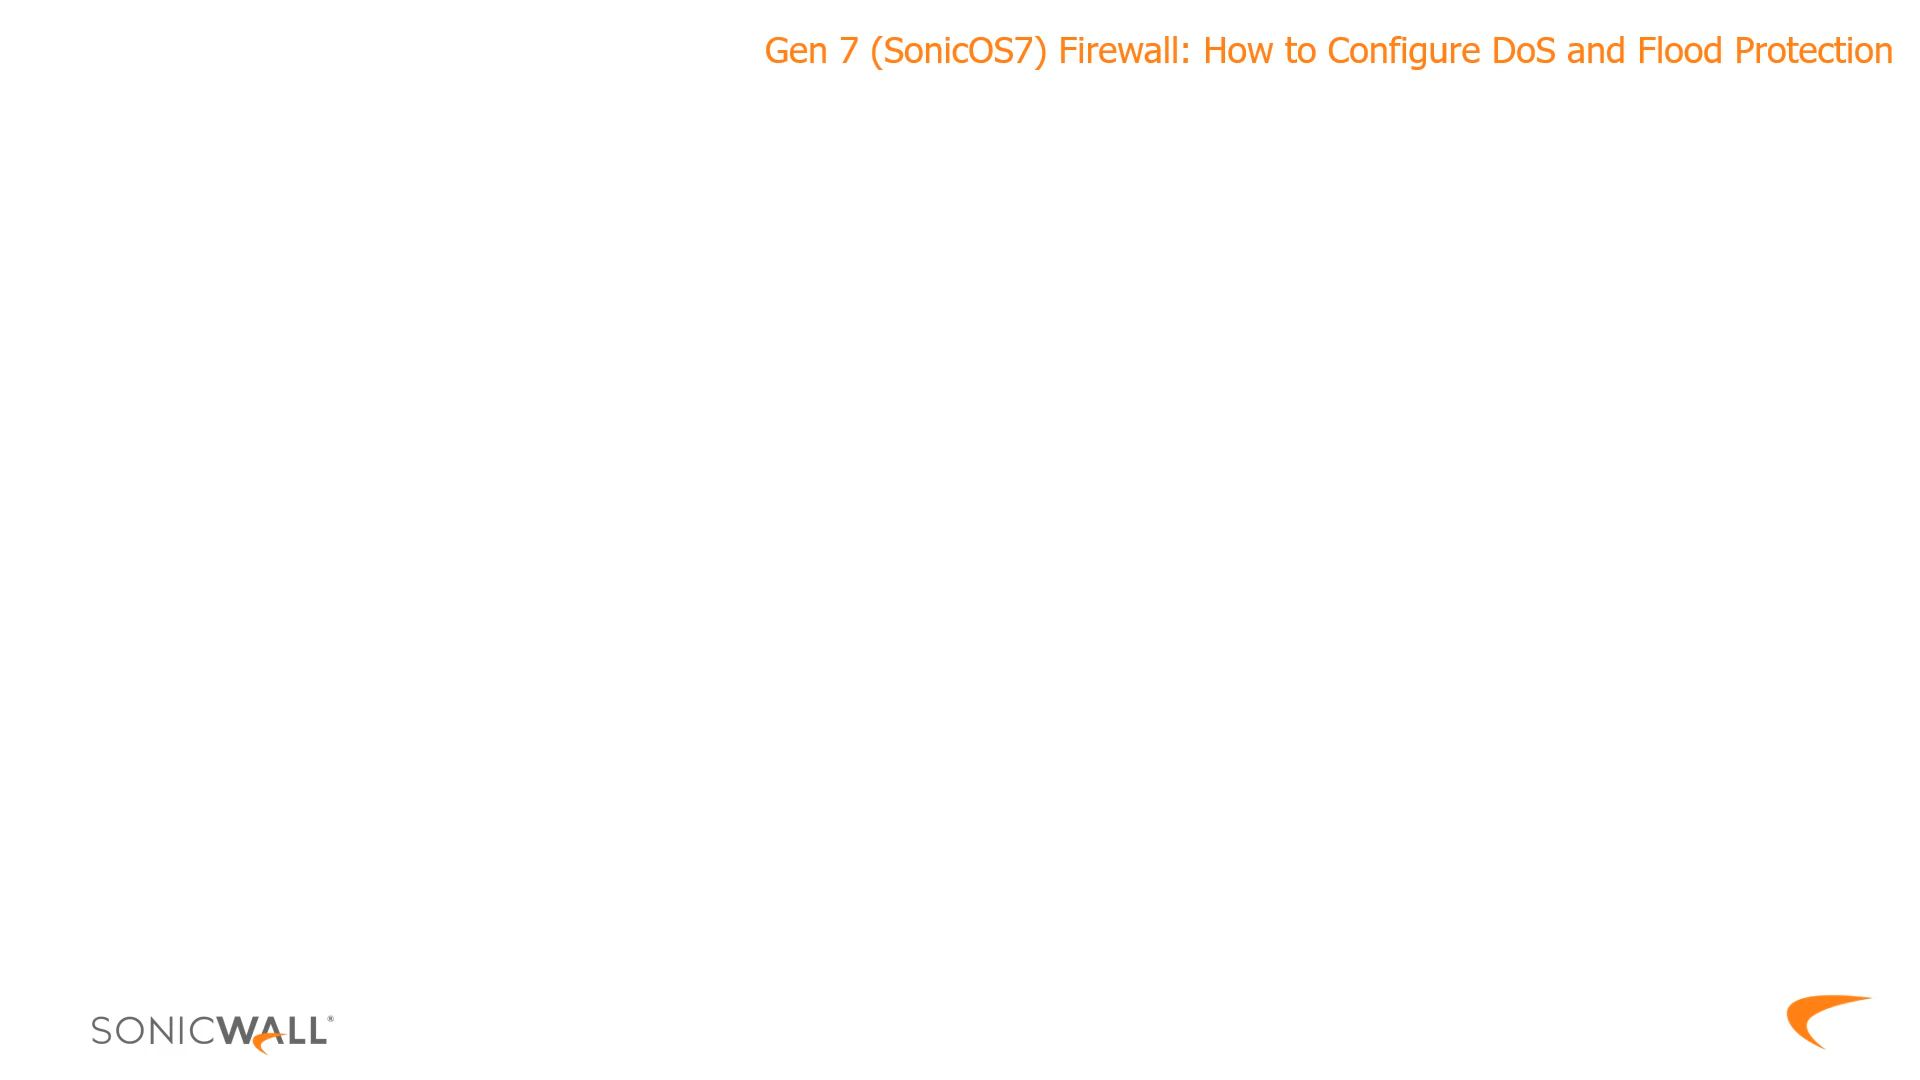 Gen 7 (SonicOS7) Firewall: How to Configure DoS and Flood Protection
SONICWALL®